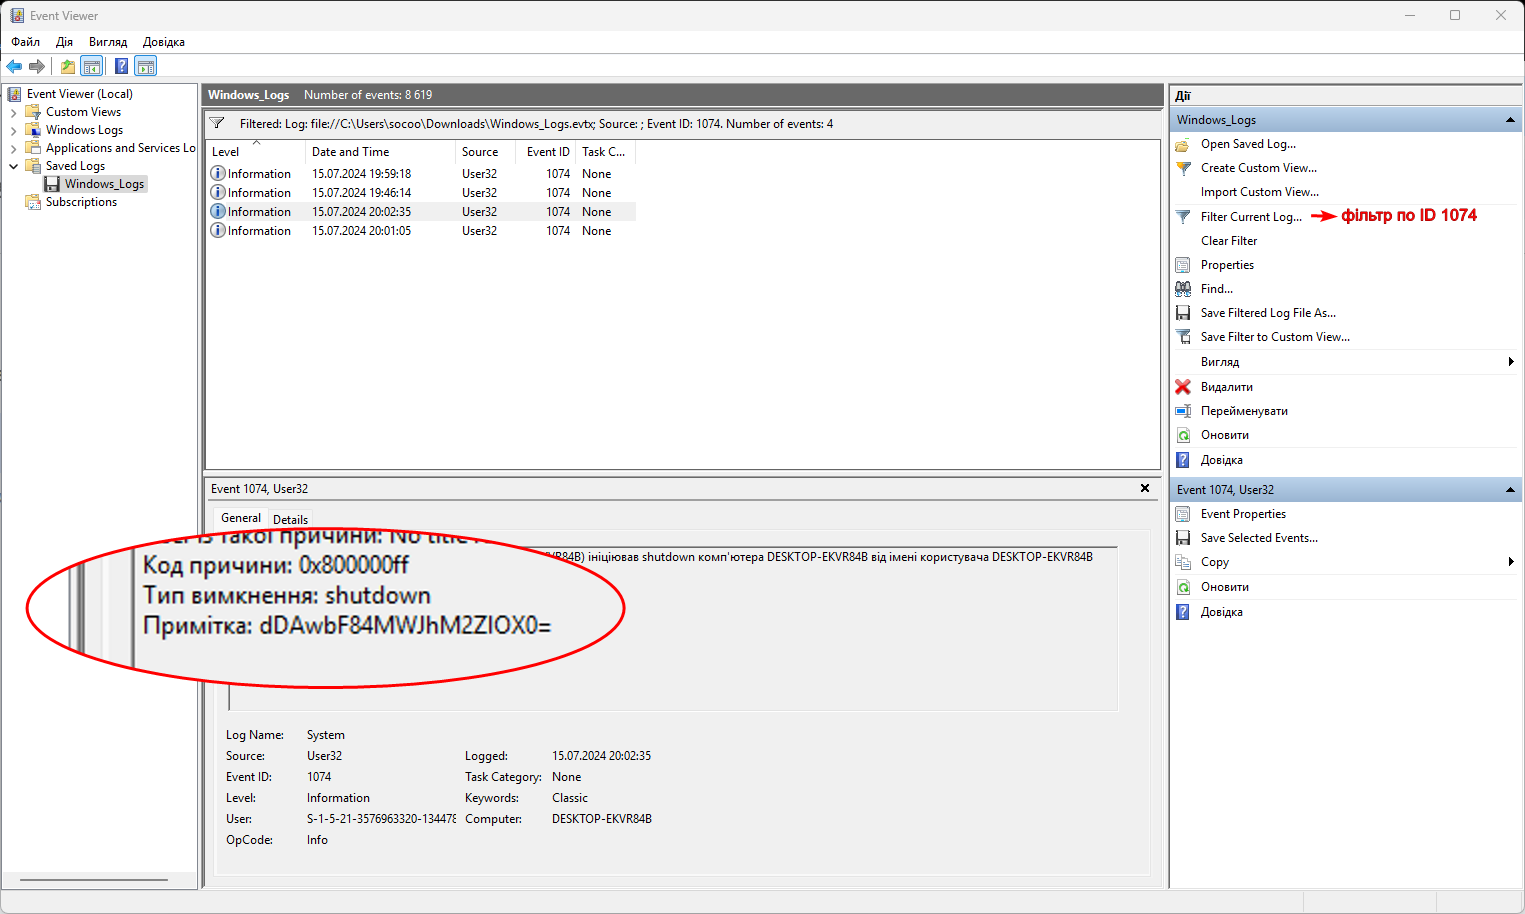 Event Viewer
Файл Дія Вигляд Довідка
Event Viewer (Local)
Custom Views
Windows Logs
Applications and Services Lo
Saved Logs
Windows_Logs
Subscriptions
Windows_Logs Number of events: 8 619
Filtered: Log: file://C:\Users\socoo\Downloads\Windows_Logs.evtx; Source: ; Event ID: 1074. Number of events: 4
Level Date and Time Source Event ID Task C...
Information 15.07.2024 19:59:18 User32 1074 None
Information 15.07.2024 19:46:14 User32 1074 None
Information 15.07.2024 20:02:35 User32 1074 None
Information 15.07.2024 20:01:05 User32 1074 None
Event 1074, User32
General Details
із такої причини: No title
VR84B) ініціював shutdown комп'ютера DESKTOP-EKVR84B від імені користувача DESKTOP-EKVR84B
Код причини: 0x800000ff
Тип вимкнення: shutdown
Примітка: dDAwbF84MWJhM2ZlOX0=
Log Name: System
Source: User32 Logged: 15.07.2024 20:02:35
Event ID: 1074 Task Category: None
Level: Information Keywords: Classic
User: S-1-5-21-3576963320-134478 Computer: DESKTOP-EKVR84B
OpCode: Info
Дії
Windows_Logs
Open Saved Log...
Create Custom View...
Import Custom View...
Filter Current Log... фільтр по ID 1074
Clear Filter
Properties
Find...
Save Filtered Log File As...
Save Filter to Custom View...
Вигляд
Видалити
Перейменувати
Оновити
Довідка
Event 1074, User32
Event Properties
Save Selected Events...
Copy
Оновити
Довідка